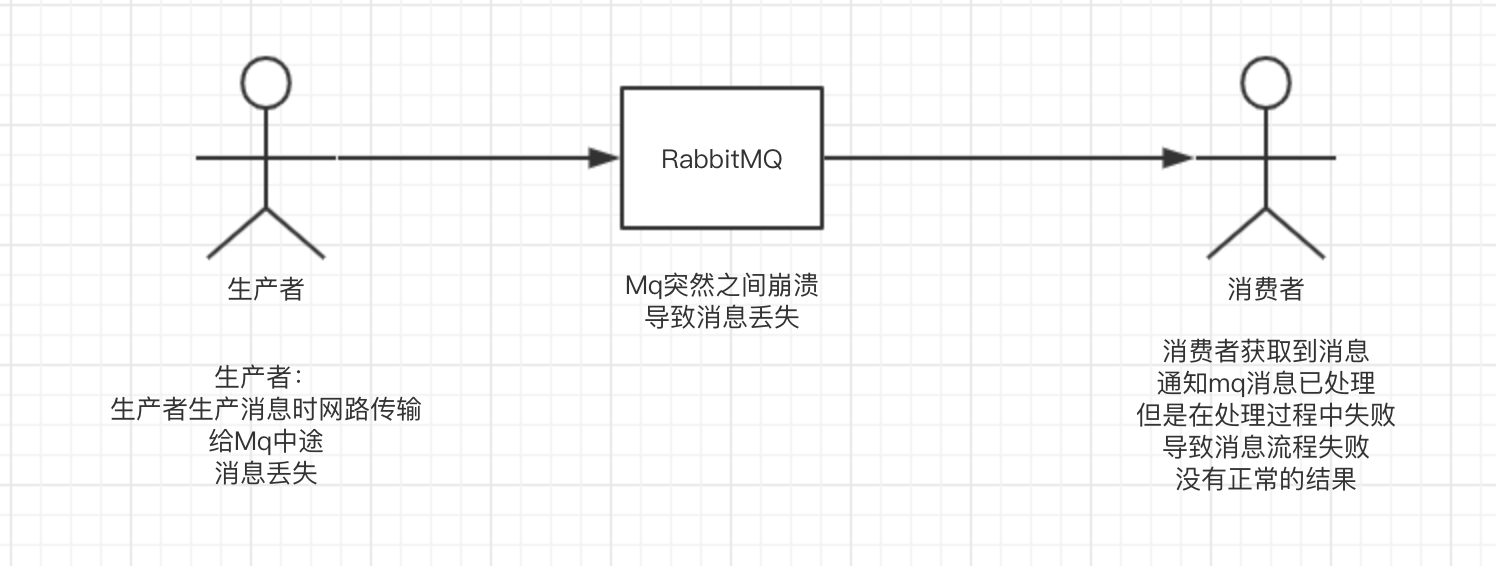 RabbitMQ
生产者
Mq突然之间崩溃
导致消息丢失
消费者
生产者：
生产者生产消息时网路传输
给Mq中途
消息丢失
消费者获取到消息
通知mq消息已处理
但是在处理过程中失败
导致消息流程失败
没有正常的结果